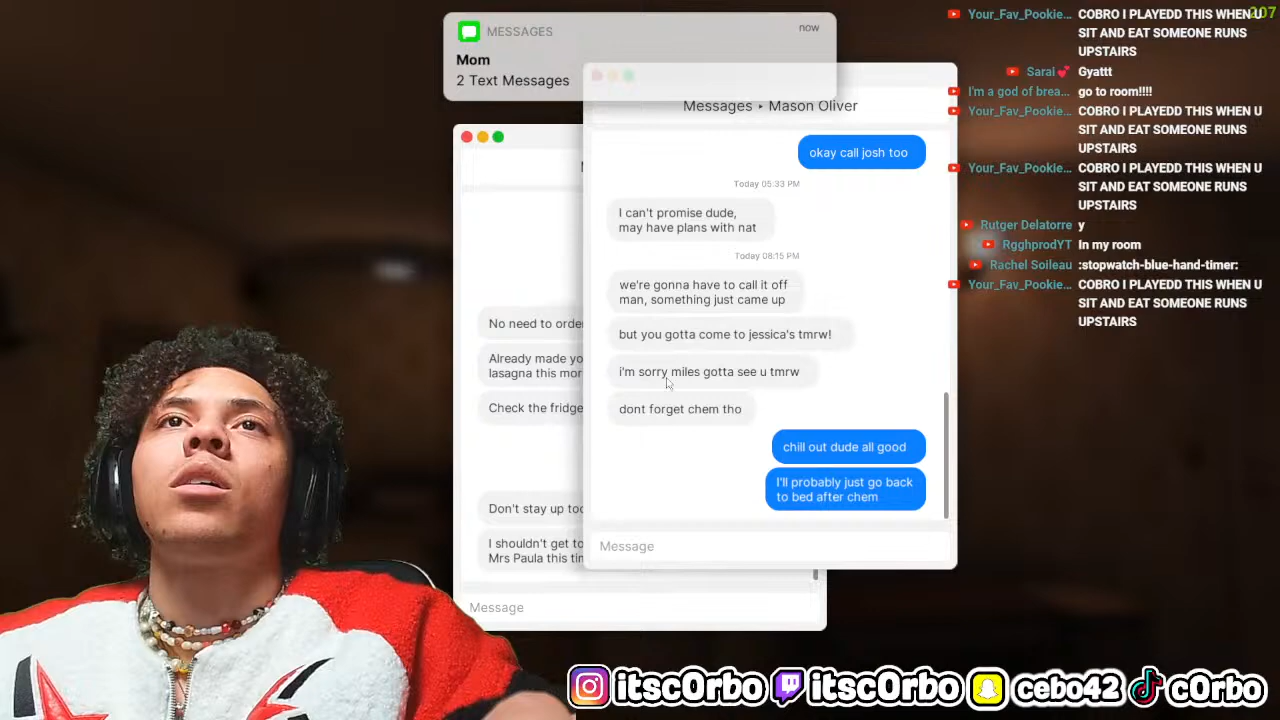 MESSAGES
now
Mom
2 Text Messages
Messages ▸ Mason Oliver
okay call josh too
Today 05:33 PM
I can't promise dude,
may have plans with nat
Today 08:15 PM
we're gonna have to call it off
man, something just came up
but you gotta come to jessica's tmrw!
i'm sorry miles gotta see u tmrw
dont forget chem tho
chill out dude all good
I'll probably just go back
to bed after chem
Message
No need to orde
Already made yo
lasagna this mor
Check the fridge
Don't stay up too
I shouldn't get to
Mrs Paula this tim
Message
207
Your_Fav_Pookie... COBRO I PLAYEDD THIS WHEN U
SIT AND EAT SOMEONE RUNS
UPSTAIRS
Sarai💕 Gyattt
I'm a god of brea... go to room!!!!
Your_Fav_Pookie... COBRO I PLAYEDD THIS WHEN U
SIT AND EAT SOMEONE RUNS
UPSTAIRS
Your_Fav_Pookie... COBRO I PLAYEDD THIS WHEN U
SIT AND EAT SOMEONE RUNS
UPSTAIRS
Rutger Delatorre y
RgghprodYT In my room
Rachel Soileau :stopwatch-blue-hand-timer:
Your_Fav_Pookie... COBRO I PLAYEDD THIS WHEN U
SIT AND EAT SOMEONE RUNS
UPSTAIRS
itsc0rbo itsc0rbo cebo42 c0rbo